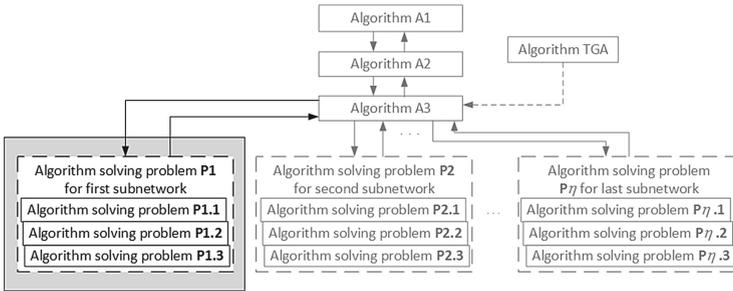 Algorithm A1
Algorithm A2
Algorithm TGA
Algorithm A3
. . .
Algorithm solving problem P1
for first subnetwork
Algorithm solving problem P1.1
Algorithm solving problem P1.2
Algorithm solving problem P1.3
Algorithm solving problem P2
for second subnetwork
Algorithm solving problem P2.1
Algorithm solving problem P2.2
Algorithm solving problem P2.3
...
Algorithm solving problem
Pη for last subnetwork
Algorithm solving problem Pη .1
Algorithm solving problem Pη .2
Algorithm solving problem Pη .3